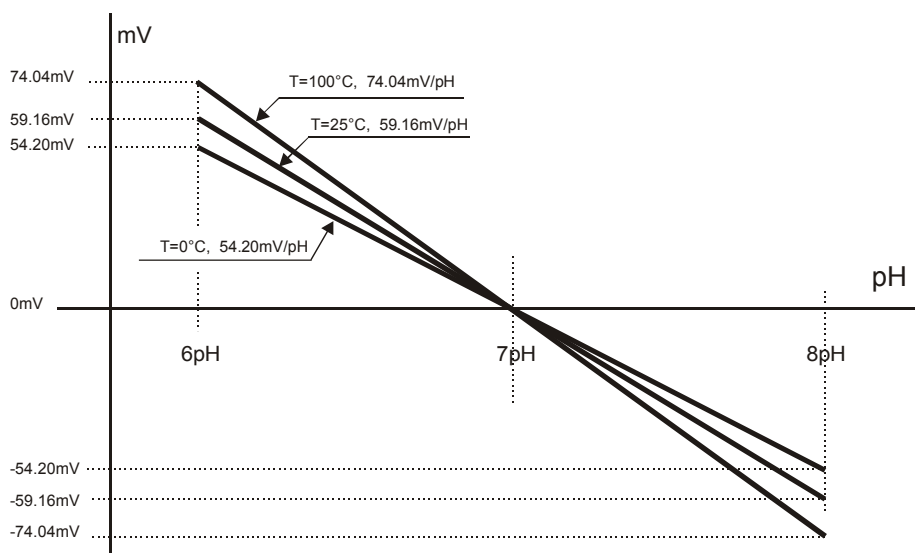 mV
74.04mV
T=100°C, 74.04mV/pH
59.16mV
T=25°C, 59.16mV/pH
54.20mV
T=0°C, 54.20mV/pH
pH
0mV
6pH
7pH
8pH
-54.20mV
-59.16mV
-74.04mV